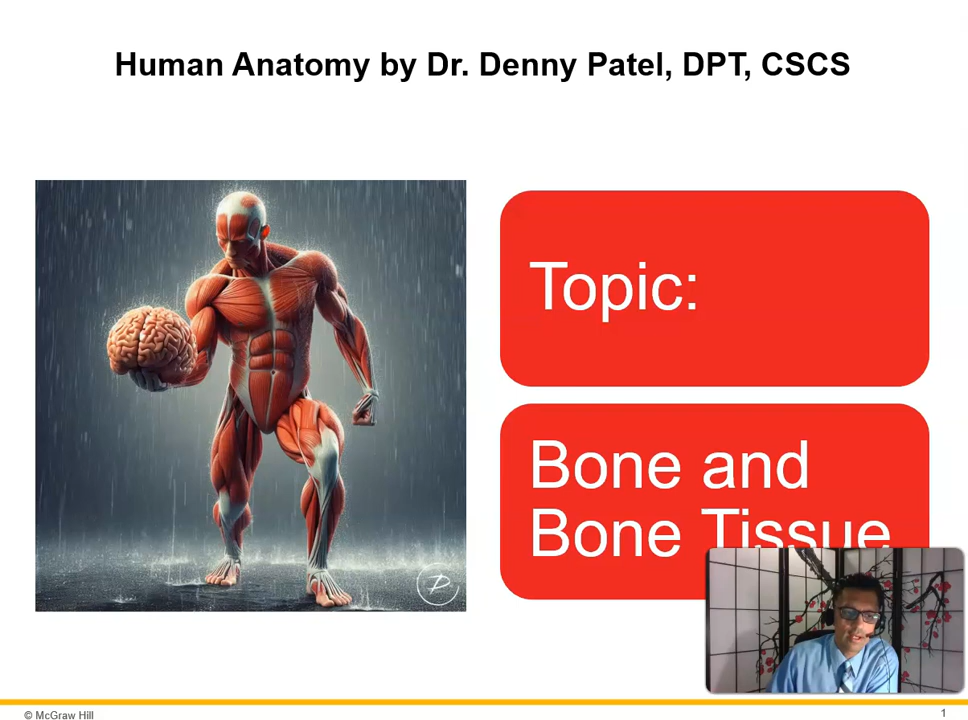 Human Anatomy by Dr. Denny Patel, DPT, CSCS
Topic:
Bone and
Bone Tissue
© McGraw Hill
1